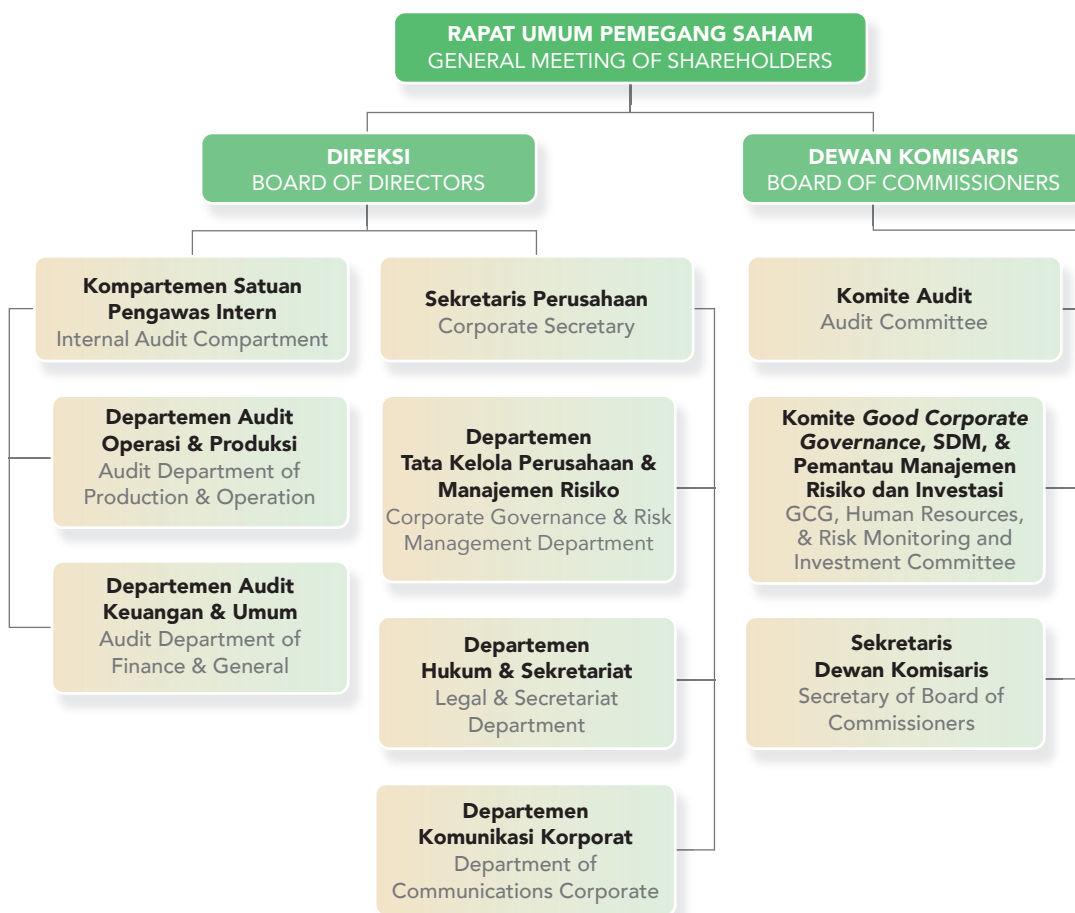 RAPAT UMUM PEMEGANG SAHAM
GENERAL MEETING OF SHAREHOLDERS
DIREKSI
BOARD OF DIRECTORS
DEWAN KOMISARIS
BOARD OF COMMISSIONERS
Kompartemen Satuan
Pengawas Intern
Internal Audit Compartment
Departemen Audit
Operasi & Produksi
Audit Department of
Production & Operation
Departemen Audit
Keuangan & Umum
Audit Department of
Finance & General
Sekretaris Perusahaan
Corporate Secretary
Departemen
Tata Kelola Perusahaan &
Manajemen Risiko
Corporate Governance & Risk
Management Department
Departemen
Hukum & Sekretariat
Legal & Secretariat
Department
Departemen
Komunikasi Korporat
Department of
Communications Corporate
Komite Audit
Audit Committee
Komite Good Corporate
Governance, SDM, &
Pemantau Manajemen
Risiko dan Investasi
GCG, Human Resources,
& Risk Monitoring and
Investment Committee
Sekretaris
Dewan Komisaris
Secretary of Board of
Commissioners